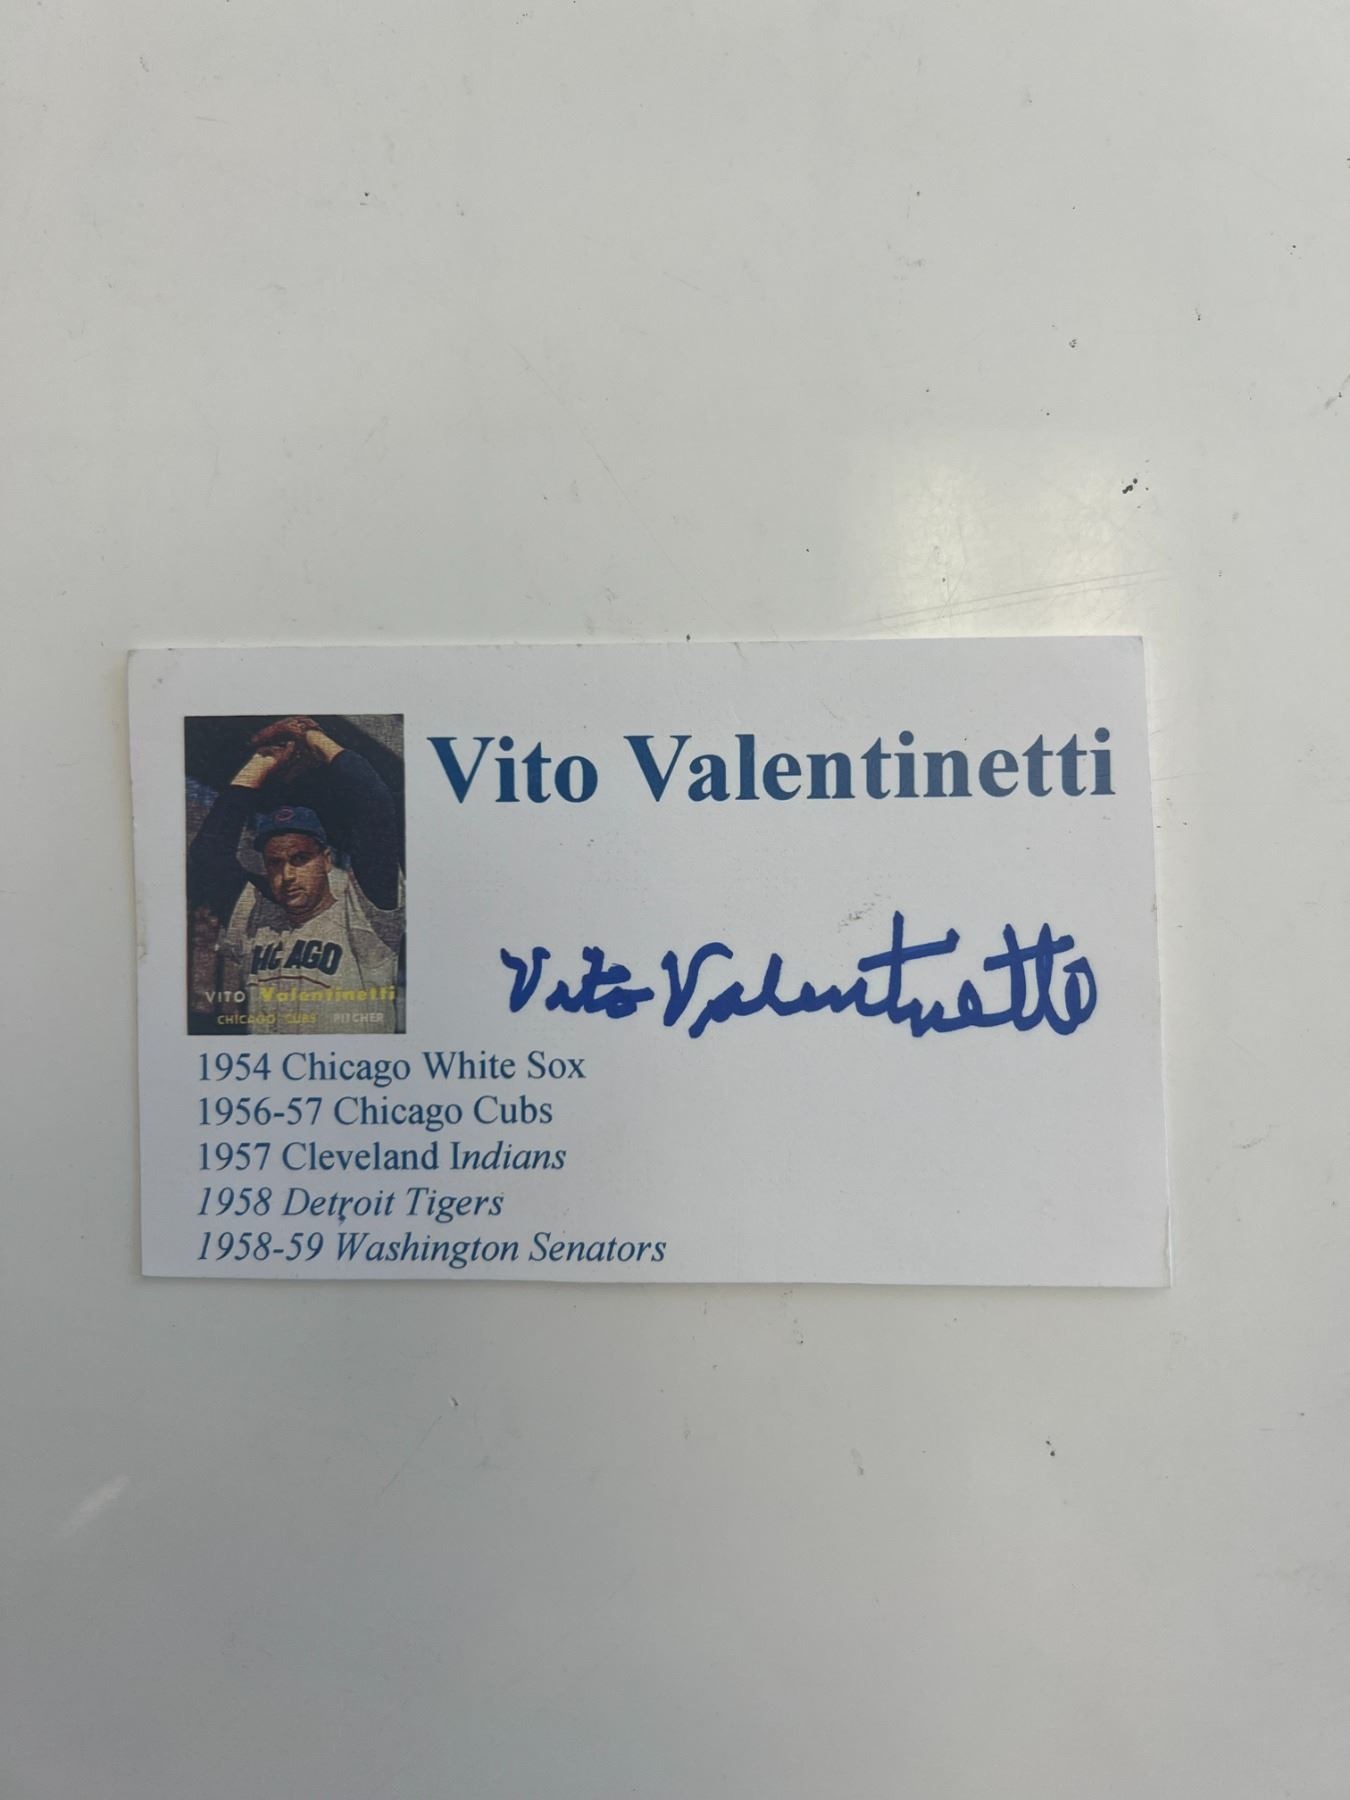 Vito Valentinetti
HICAGO
VITO Valentinetti
CHICAGO CUBS PITCHER
Vito Valentinetti
1954 Chicago White Sox
1956-57 Chicago Cubs
1957 Cleveland Indians
1958 Detroit Tigers
1958-59 Washington Senators